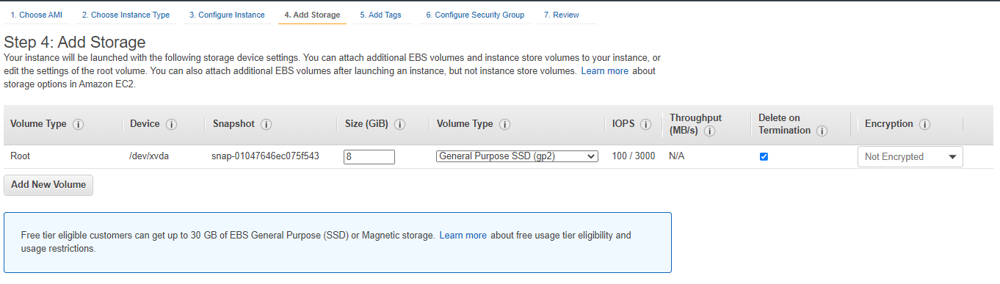 1. Choose AMI 2. Choose Instance Type 3. Configure Instance 4. Add Storage 5. Add Tags 6. Configure Security Group 7. Review
Step 4: Add Storage
Your instance will be launched with the following storage device settings. You can attach additional EBS volumes and instance store volumes to your instance, or
edit the settings of the root volume. You can also attach additional EBS volumes after launching an instance, but not instance store volumes. Learn more about
storage options in Amazon EC2.
Volume Type i Device i Snapshot i Size (GiB) i Volume Type i IOPS i Throughput (MB/s) i Delete on Termination i Encryption i
Root /dev/xvda snap-01047646ec075f543 8 General Purpose SSD (gp2) 100 / 3000 N/A Not Encrypted
Add New Volume
Free tier eligible customers can get up to 30 GB of EBS General Purpose (SSD) or Magnetic storage. Learn more about free usage tier eligibility and
usage restrictions.